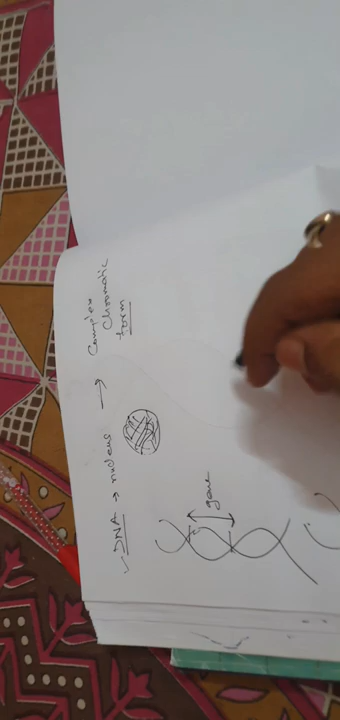 DNA → nucleus → Complex
Chromatic
form
gene